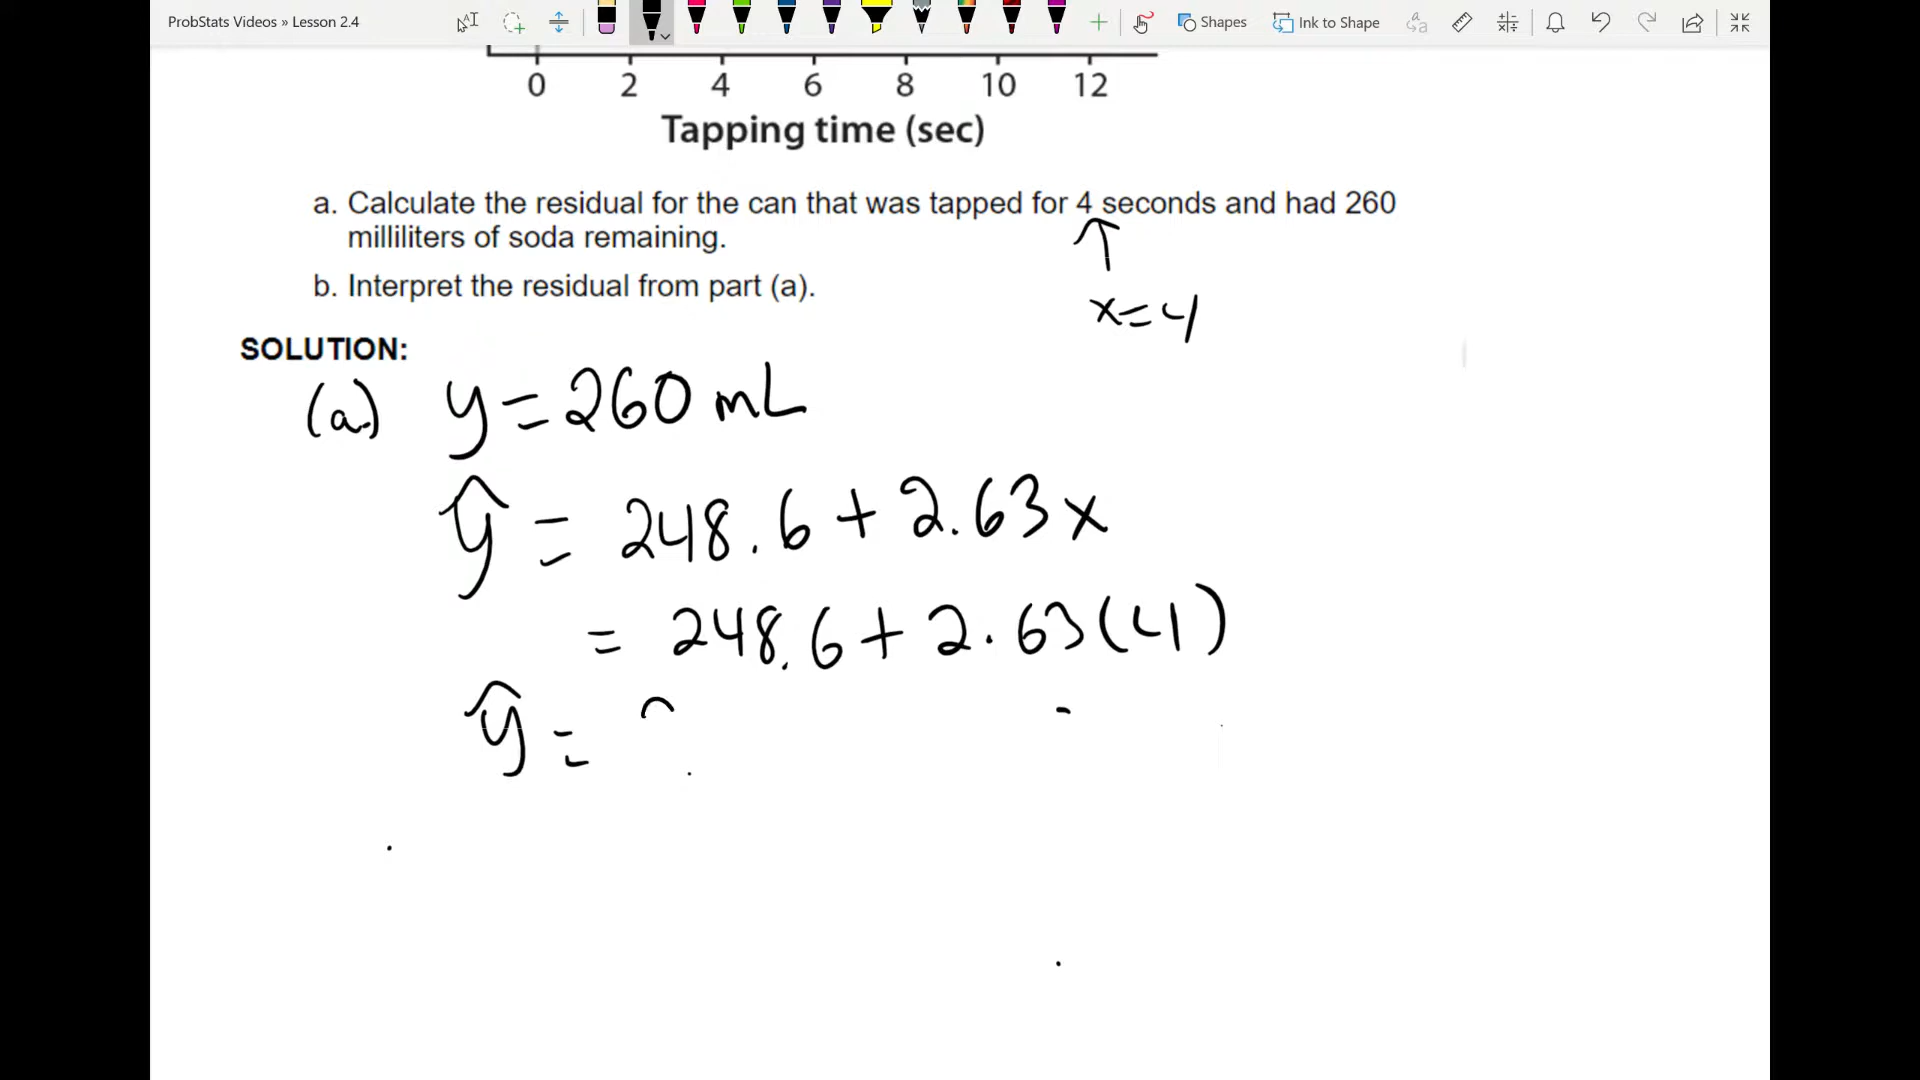 ProbStats Videos » Lesson 2.4
Shapes
Ink to Shape
0 2 4 6 8 10 12
Tapping time (sec)
a. Calculate the residual for the can that was tapped for 4 seconds and had 260
milliliters of soda remaining.
b. Interpret the residual from part (a).
x=4
SOLUTION:
(a.) y = 260 mL
ŷ = 248.6 + 2.63x
= 248.6 + 2.63(4)
ŷ =